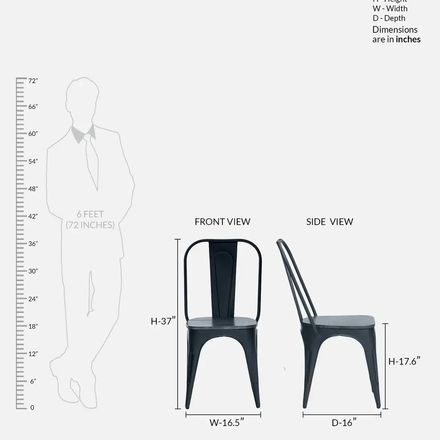 W - Width
D - Depth
Dimensions
are in inches
72"
66"
60"
54"
48"
42"
36"
30"
24"
18"
12"
6"
0
6 FEET
(72 INCHES)
FRONT VIEW
SIDE VIEW
H-37"
H-17.6"
W-16.5"
D-16"